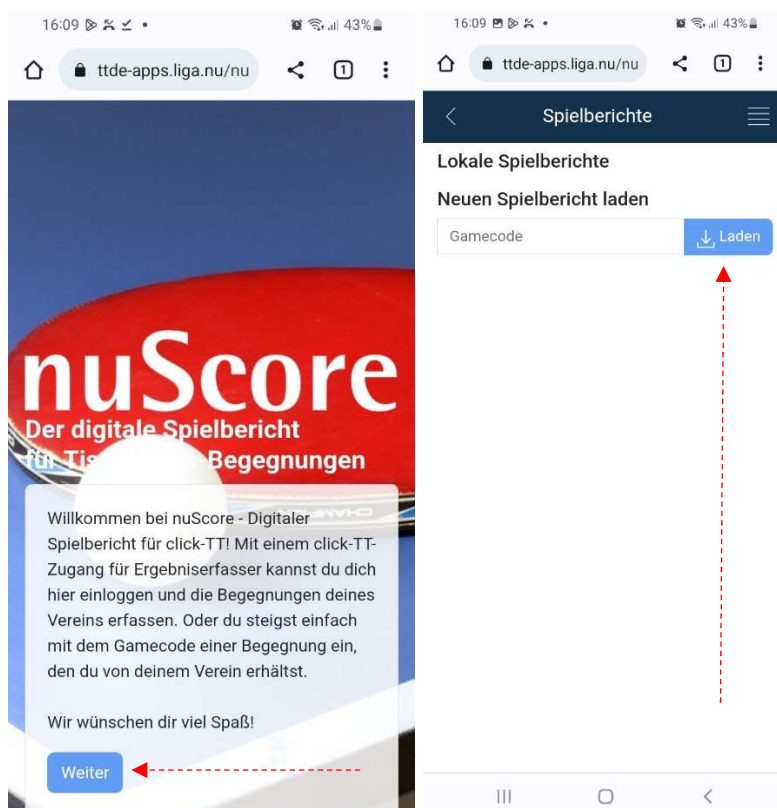 16:09
43%
ttde-apps.liga.nu/nu
1
nuScore
Der digitale Spielbericht
für Tischtennis-Begegnungen
Willkommen bei nuScore - Digitaler
Spielbericht für click-TT! Mit einem click-TT-
Zugang für Ergebniserfasser kannst du dich
hier einloggen und die Begegnungen deines
Vereins erfassen. Oder du steigst einfach
mit dem Gamecode einer Begegnung ein,
den du von deinem Verein erhältst.
Wir wünschen dir viel Spaß!
Weiter
16:09
43%
ttde-apps.liga.nu/nu
1
Spielberichte
Lokale Spielberichte
Neuen Spielbericht laden
Gamecode
Laden